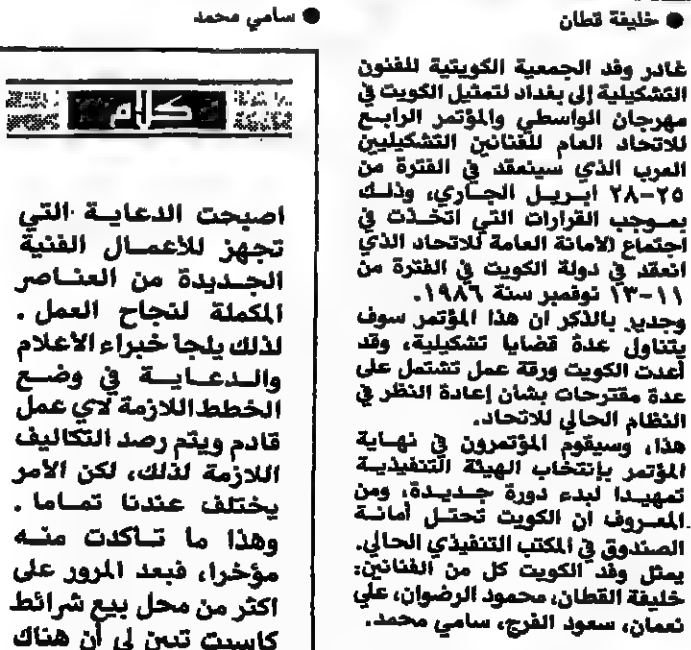 ● خليفة قطان
غادر وفد الجمعية الكويتية للفنون
التشكيلية إلى بغداد لتمثيل الكويت في
مهرجان الواسطي والمؤتمر الرابع
للاتحاد العام للفنانين التشكيليين
العرب الذي سينعقد في الفترة من
٢٥-٢٨ ابريل الجاري، وذلك
بموجب القرارات التي اتخذت في
اجتماع الأمانة العامة للاتحاد الذي
انعقد في دولة الكويت في الفترة من
١١-١٣ نوفمبر سنة ١٩٨٦.
وجدير بالذكر ان هذا المؤتمر سوف
يتناول عدة قضايا تشكيلية، وقد
أعدت الكويت ورقة عمل تشتمل على
عدة مقترحات بشأن إعادة النظر في
النظام الحالي للاتحاد.
هذا، وسيقوم المؤتمرون في نهاية
المؤتمر بإنتخاب الهيئة التنفيذية
تمهيدا لبدء دورة جديدة، ومن
المعروف ان الكويت تحتل أمانة
الصندوق في المكتب التنفيذي الحالي.
يمثل وفد الكويت كل من الفنانين:
خليفة القطان، محمود الرضوان، علي
نعمان، سعود الفرج، سامي محمد.
● سامي محمد
كلام
اصبحت الدعاية التي
تجهز للأعمال الفنية
الجديدة من العناصر
المكملة لنجاح العمل.
لذلك يلجا خبراء الأعلام
والدعاية في وضع
الخطط اللازمة لاي عمل
قادم ويتم رصد التكاليف
اللازمة لذلك، لكن الأمر
يختلف عندنا تماما.
وهذا ما تاكدت منه
مؤخرا، فبعد المرور على
اكثر من محل بيع شرائط
كاسيت تبين لي أن هناك